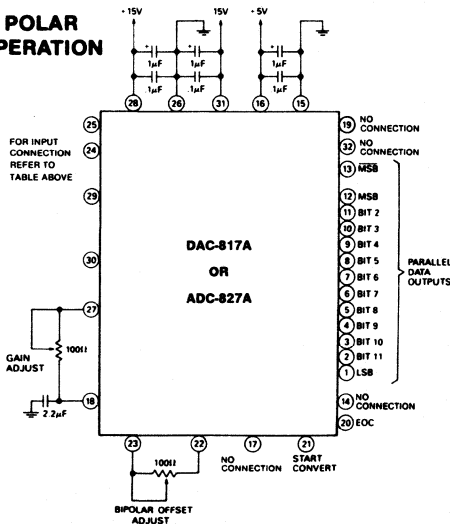 POLAR
PERATION
+ 15V
15V
+ 5V
+
1µF
+
1µF
+
1µF
.1µF
.1µF
1µF
28
26
31
16
15
25
24
29
30
27
18
FOR INPUT
CONNECTION
REFER TO
TABLE ABOVE
DAC-817A
OR
ADC-827A
19 NO
CONNECTION
32 NO
CONNECTION
13 M̅S̅B̅
12 MSB
11 BIT 2
10 BIT 3
9 BIT 4
8 BIT 5
7 BIT 6
6 BIT 7
5 BIT 8
4 BIT 9
3 BIT 10
2 BIT 11
1 LSB
PARALLEL
DATA
OUTPUTS
14 NO
CONNECTION
20 EOC
GAIN
ADJUST
100Ω
2.2µF
23
22
17
21
100Ω
NO
CONNECTION
START
CONVERT
BIPOLAR OFFSET
ADJUST